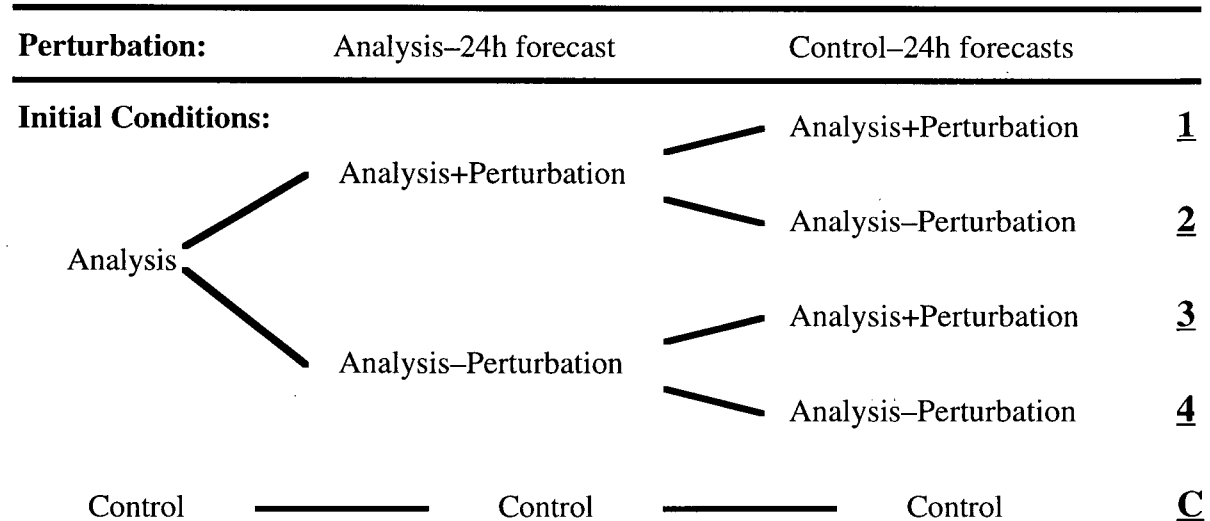 Perturbation: Analysis–24h forecast Control–24h forecasts
Initial Conditions:
Analysis+Perturbation 1
Analysis+Perturbation
Analysis–Perturbation 2
Analysis
Analysis+Perturbation 3
Analysis–Perturbation
Analysis–Perturbation 4
Control Control Control C